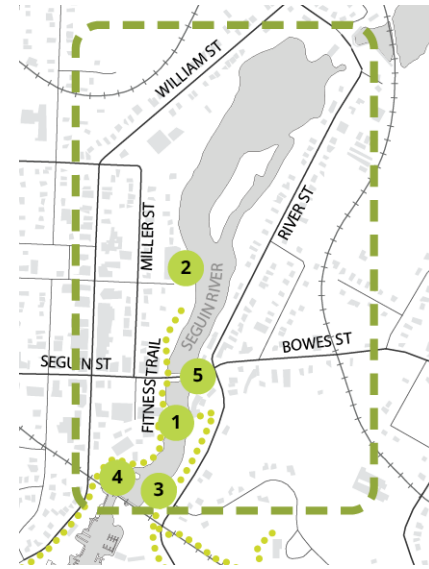 WILLIAM ST
MILLER ST
RIVER ST
2
SEGUIN RIVER
BOWES ST
SEGUIN ST
FITNESS TRAIL
5
1
4
3